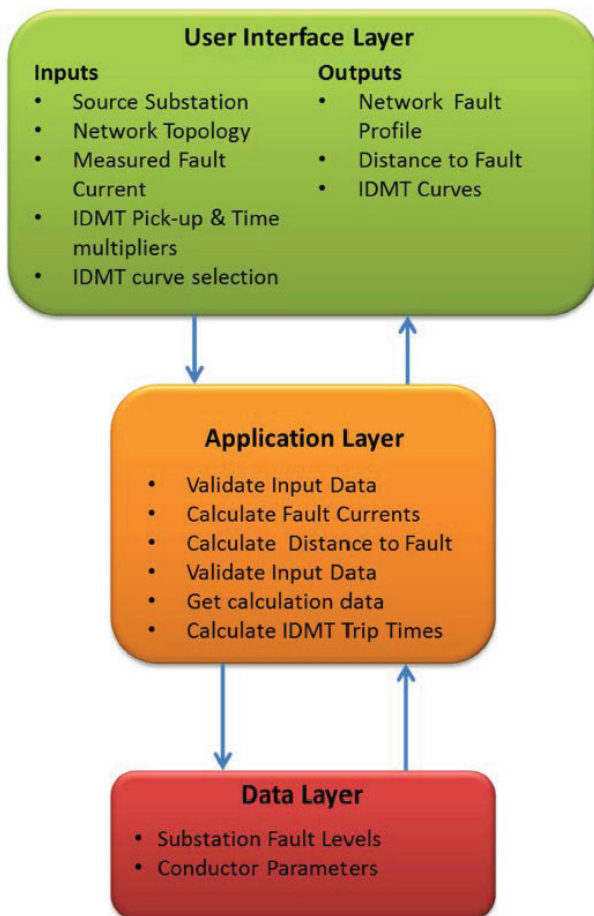 User Interface Layer
Inputs
• Source Substation
• Network Topology
• Measured Fault
Current
• IDMT Pick-up & Time
multipliers
• IDMT curve selection
Outputs
• Network Fault
Profile
• Distance to Fault
• IDMT Curves
Application Layer
• Validate Input Data
• Calculate Fault Currents
• Calculate Distance to Fault
• Validate Input Data
• Get calculation data
• Calculate IDMT Trip Times
Data Layer
• Substation Fault Levels
• Conductor Parameters